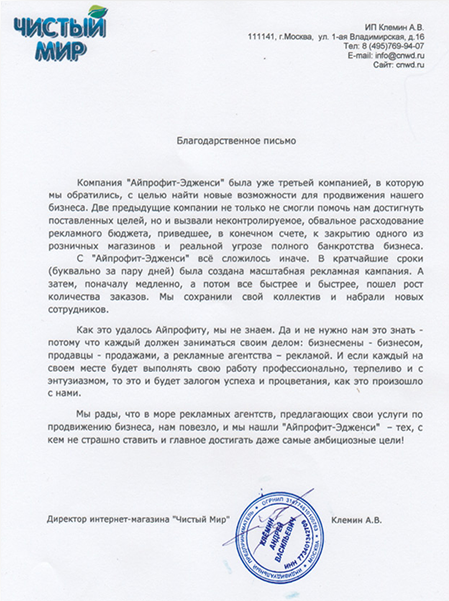 ЧИСТЫЙ
МИР
ИП Клемин А.В.
111141, г.Москва, ул. 1-ая Владимирская, д.16
Тел: 8 (495)769-94-07
E-mail: info@cnwd.ru
Сайт: cnwd.ru
Благодарственное письмо
Компания "Айпрофит-Эдженси" была уже третьей компанией, в которую
мы обратились, с целью найти новые возможности для продвижения нашего
бизнеса. Две предыдущие компании не только не смогли помочь нам достигнуть
поставленных целей, но и вызвали неконтролируемое, обвальное расходование
рекламного бюджета, приведшее, в конечном счете, к закрытию одного из
розничных магазинов и реальной угрозе полного банкротства бизнеса.
С "Айпрофит-Эдженси" всё сложилось иначе. В кратчайшие сроки
(буквально за пару дней) была создана масштабная рекламная кампания. А
затем, поначалу медленно, а потом все быстрее и быстрее, пошел рост
количества заказов. Мы сохранили свой коллектив и набрали новых
сотрудников.
Как это удалось Айпрофиту, мы не знаем. Да и не нужно нам это знать -
потому что каждый должен заниматься своим делом: бизнесмены - бизнесом,
продавцы - продажами, а рекламные агентства – рекламой. И если каждый на
своем месте будет выполнять свою работу профессионально, терпеливо и с
энтузиазмом, то это и будет залогом успеха и процветания, как это произошло
с нами.
Мы рады, что в море рекламных агентств, предлагающих свои услуги по
продвижению бизнеса, нам повезло, и мы нашли "Айпрофит-Эдженси" – тех, с
кем не страшно ставить и главное достигать даже самые амбициозные цели!
Директор интернет-магазина "Чистый Мир"
Клемин А.В.
КЛЕМИН
АНДРЕЙ
ВАСИЛЬЕВИЧ
ИНДИВИДУАЛЬНЫЙ ПРЕДПРИНИМАТЕЛЬ
МОСКВА